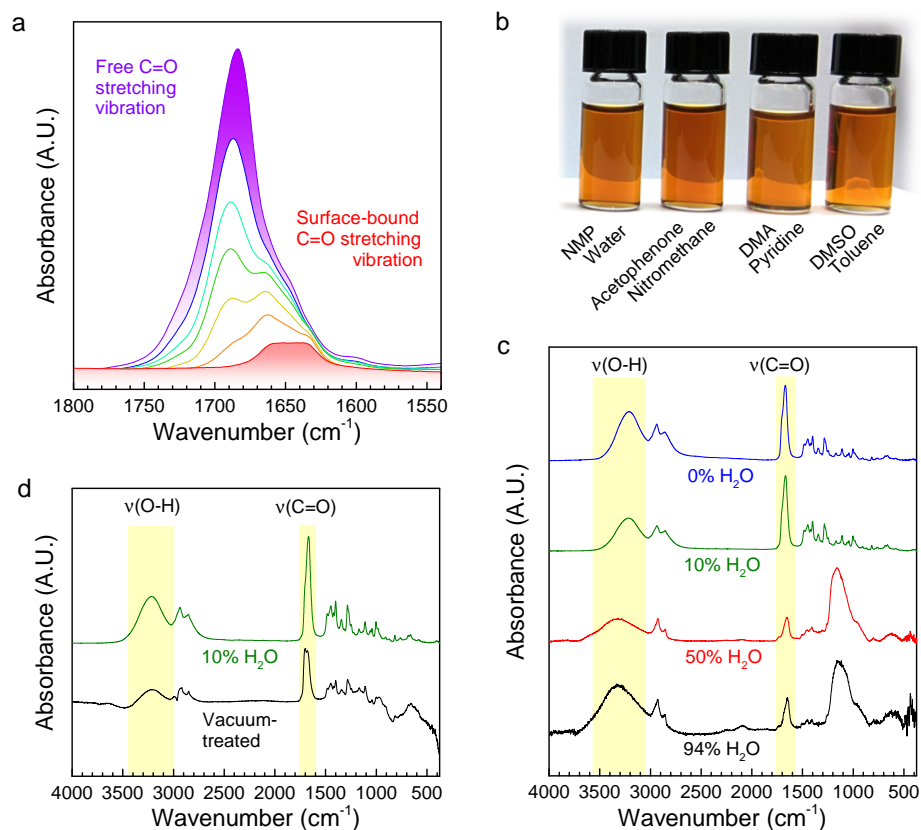 a
Free C=O
stretching
vibration
Surface-bound
C=O stretching
vibration
Absorbance (A.U.)
1800 1750 1700 1650 1600 1550
Wavenumber (cm⁻¹)
b
NMP
Water
Acetophenone
Nitromethane
DMA
Pyridine
DMSO
Toluene
c
ν(O-H) ν(C=O)
0% H₂O
10% H₂O
50% H₂O
94% H₂O
Absorbance (A.U.)
4000 3500 3000 2500 2000 1500 1000 500
Wavenumber (cm⁻¹)
d
ν(O-H) ν(C=O)
10% H₂O
Vacuum-
treated
Absorbance (A.U.)
4000 3500 3000 2500 2000 1500 1000 500
Wavenumber (cm⁻¹)